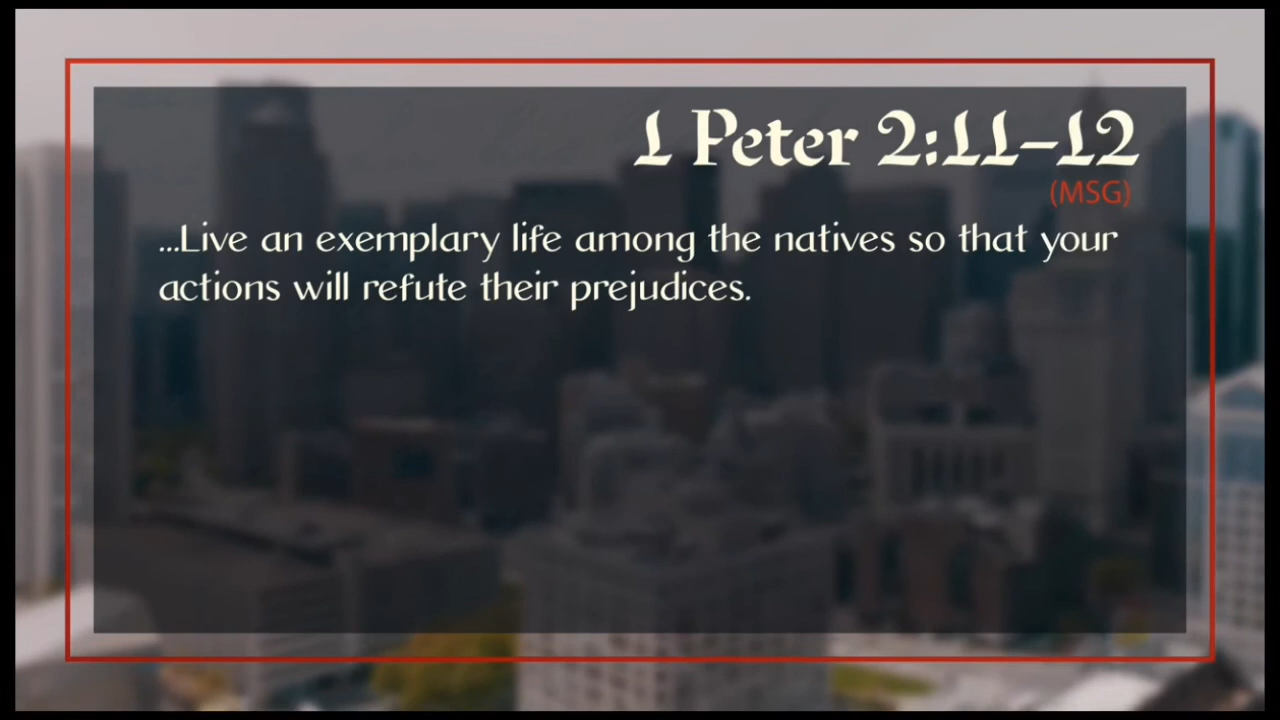 1 Peter 2:11–12
(MSG)
...Live an exemplary life among the natives so that your
actions will refute their prejudices.